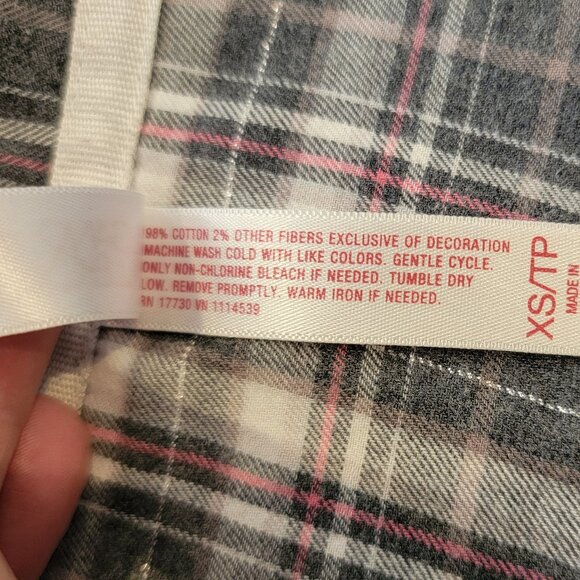 98% COTTON 2% OTHER FIBERS EXCLUSIVE OF DECORATION
MACHINE WASH COLD WITH LIKE COLORS. GENTLE CYCLE.
ONLY NON-CHLORINE BLEACH IF NEEDED. TUMBLE DRY
LOW. REMOVE PROMPTLY. WARM IRON IF NEEDED.
RN 17730 VN 1114539
XS/TP
MADE IN